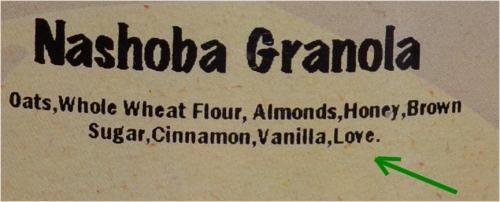 Nashoba Granola
Oats,Whole Wheat Flour, Almonds,Honey,Brown
Sugar,Cinnamon,Vanilla,Love.